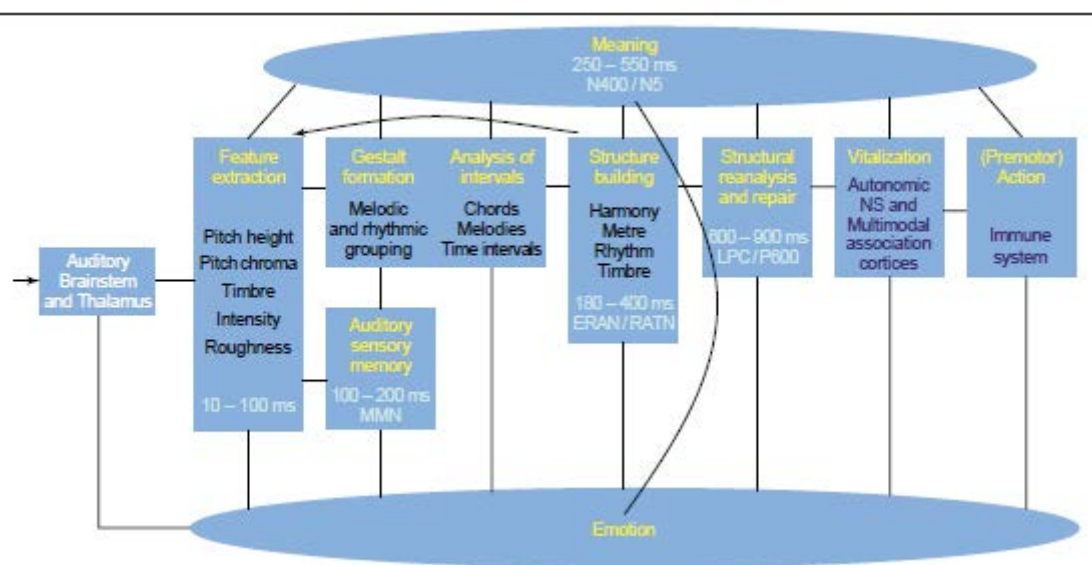 Meaning
250 – 550 ms
N400 / N5
Feature
extraction
Pitch height
Pitch chroma
Timbre
Intensity
Roughness
10 – 100 ms
Gestalt
formation
Melodic
and rhythmic
grouping
Analysis of
intervals
Chords
Melodies
Time intervals
Structure
building
Harmony
Metre
Rhythm
Timbre
180 – 400 ms
ERAN / RATN
Structural
reanalysis
and repair
600 – 900 ms
LPC / P600
Vitalization
Autonomic
NS and
Multimodal
association
cortices
(Premotor)
Action
Immune
system
Auditory
Brainstem
and Thalamus
Auditory
sensory
memory
100 – 200 ms
MMN
Emotion